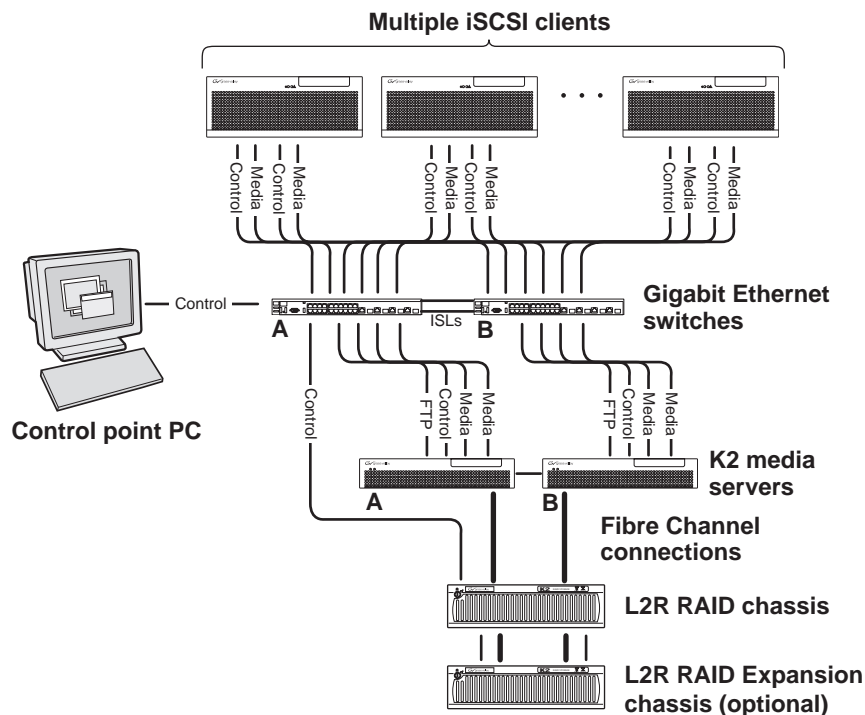 Multiple iSCSI clients
Control
Media
Control
Media
Control
Media
Control
Media
Control
Media
Control
Media
Control
A
ISLs
B
Gigabit Ethernet
switches
Control point PC
Control
FTP
Control
Media
Media
FTP
Control
Media
Media
A
B
K2 media
servers
Fibre Channel
connections
K2
L2R RAID chassis
K2
L2R RAID Expansion
chassis (optional)